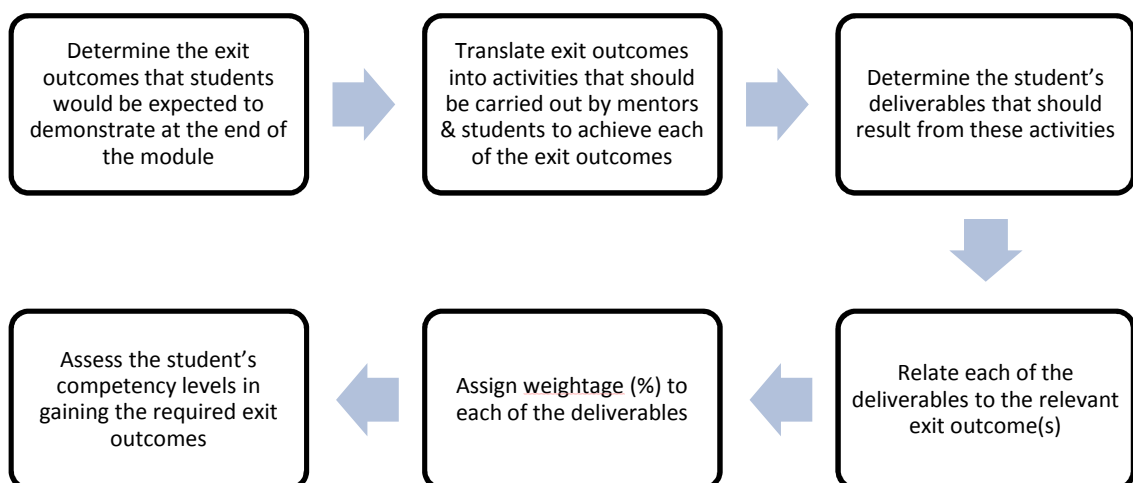 Determine the exit
outcomes that students
would be expected to
demonstrate at the end of
the module
Translate exit outcomes
into activities that should
be carried out by mentors
& students to achieve each
of the exit outcomes
Determine the student’s
deliverables that should
result from these activities
Relate each of the
deliverables to the relevant
exit outcome(s)
Assign weightage (%) to
each of the deliverables
Assess the student’s
competency levels in
gaining the required exit
outcomes